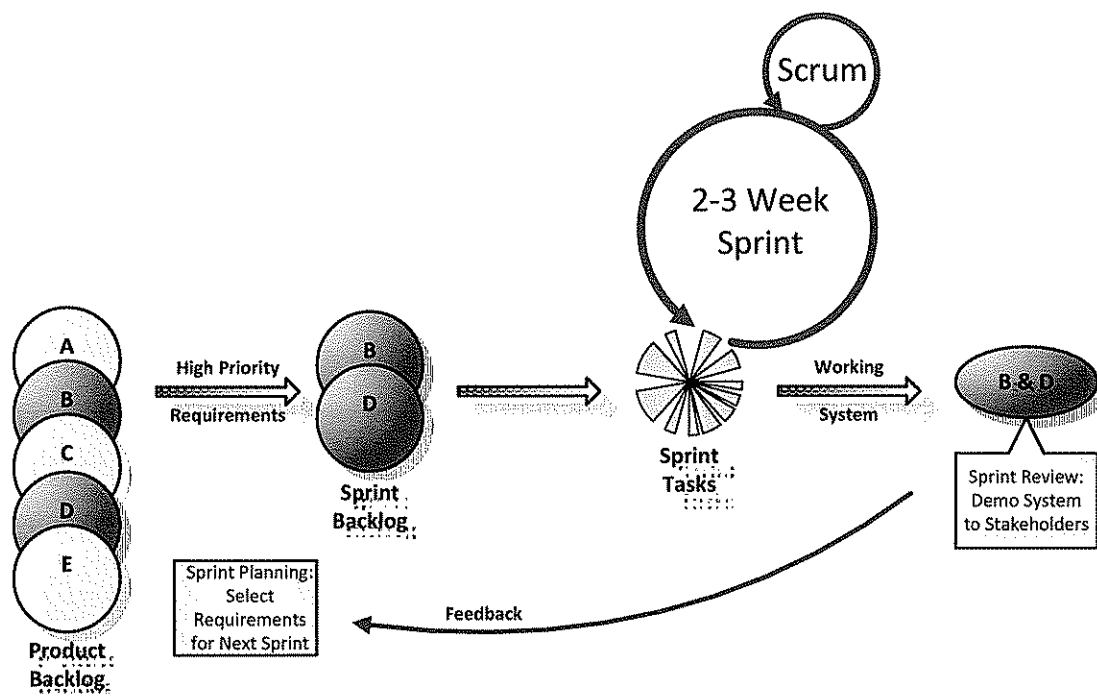 Scrum
2-3 Week
Sprint
A
B
C
D
E
Product
Backlog
High Priority
Requirements
B
D
Sprint
Backlog
Sprint
Tasks
Working
System
B & D
Sprint Review:
Demo System
to Stakeholders
Sprint Planning:
Select
Requirements
for Next Sprint
Feedback